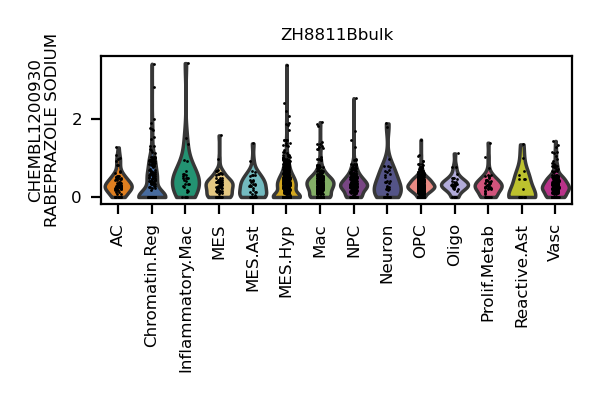 ZH8811Bbulk
CHEMBL1200930
RABEPRAZOLE SODIUM
2
0
AC
Chromatin.Reg
Inflammatory.Mac
MES
MES.Ast
MES.Hyp
Mac
NPC
Neuron
OPC
Oligo
Prolif.Metab
Reactive.Ast
Vasc